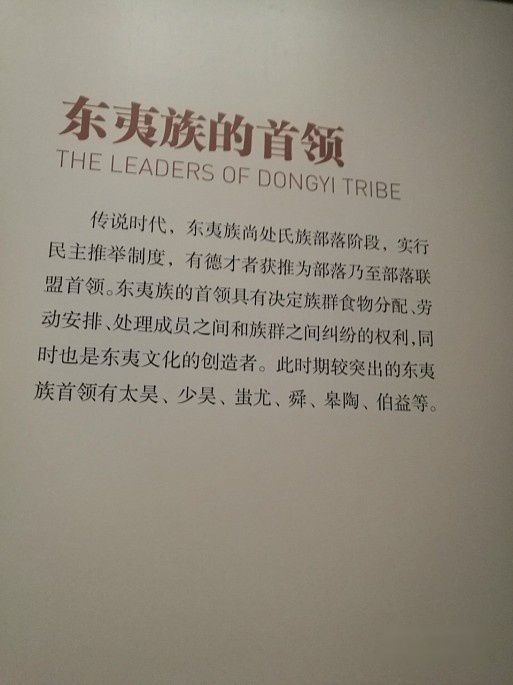 东夷族的首领
THE LEADERS OF DONGYI TRIBE
传说时代，东夷族尚处氏族部落阶段，实行
民主推举制度，有德才者获推为部落乃至部落联
盟首领。东夷族的首领具有决定族群食物分配、劳
动安排、处理成员之间和族群之间纠纷的权利，同
时也是东夷文化的创造者。此时期较突出的东夷
族首领有太昊、少昊、蚩尤、舜、皋陶、伯益等。